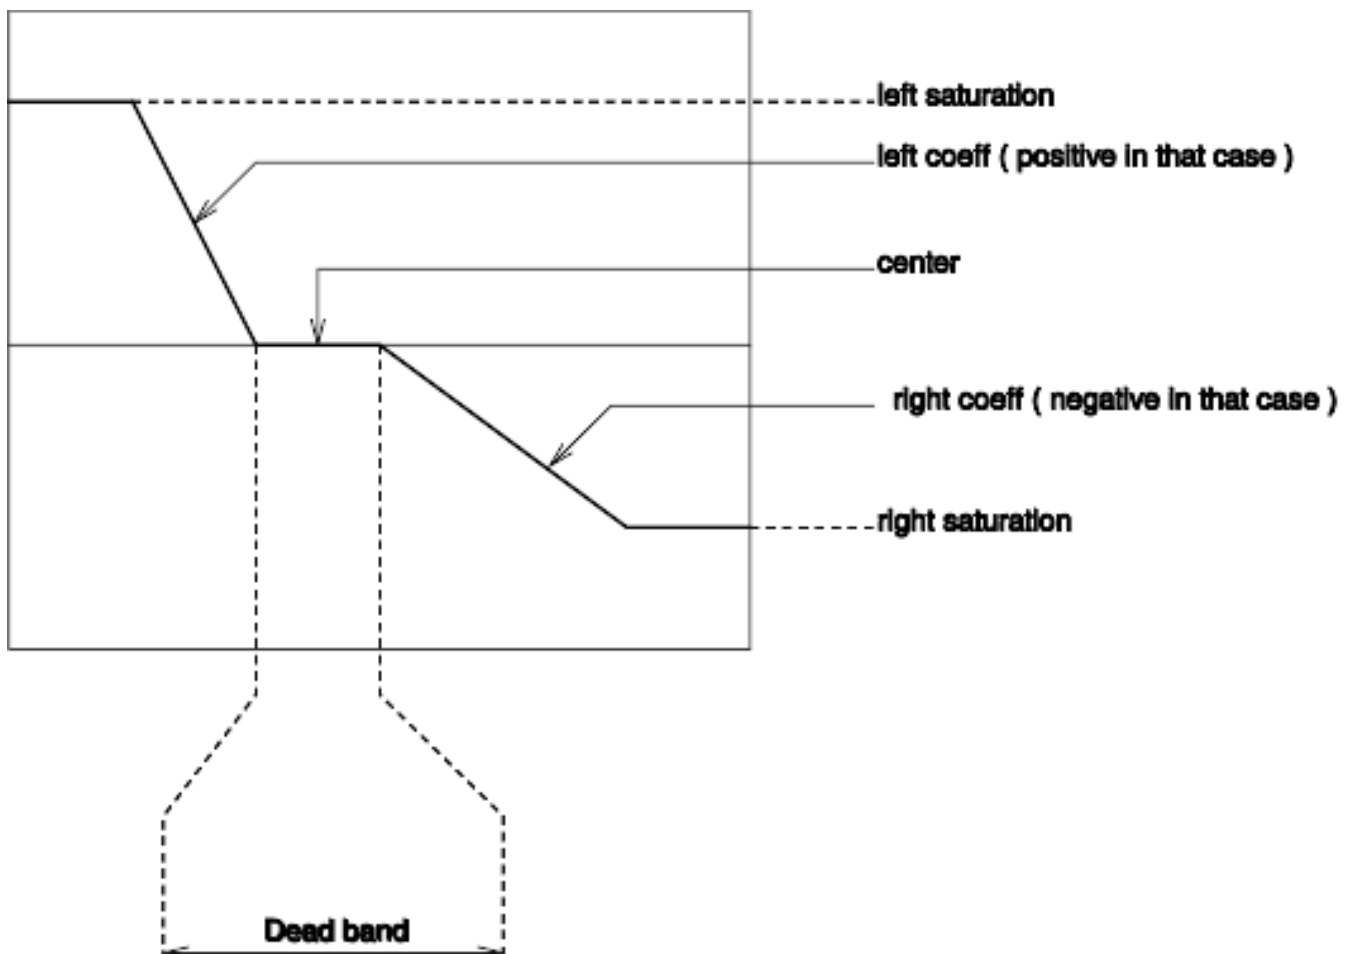 left saturation
left coeff ( positive in that case )
center
right coeff ( negative in that case )
right saturation
Dead band